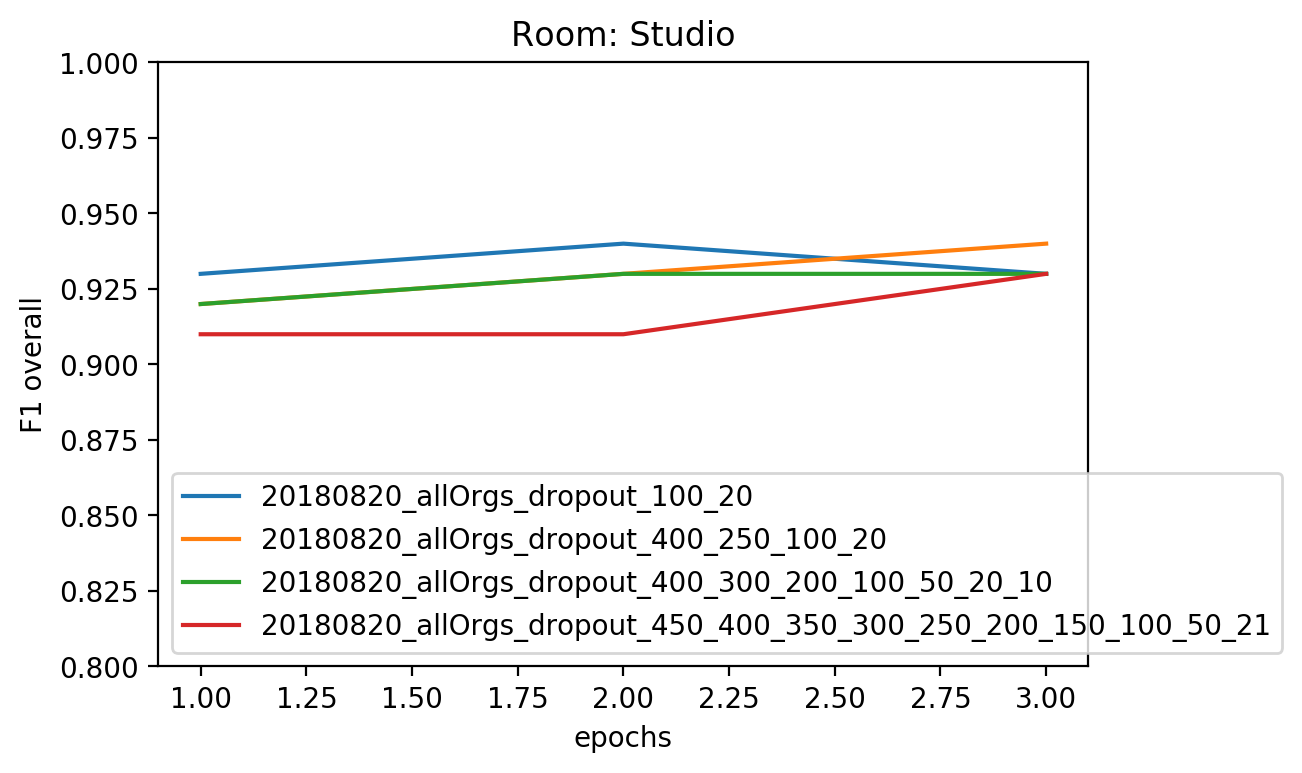 Room: Studio
1.000
0.975
0.950
0.925
0.900
0.875
0.850
0.825
0.800
F1 overall
20180820_allOrgs_dropout_100_20
20180820_allOrgs_dropout_400_250_100_20
20180820_allOrgs_dropout_400_300_200_100_50_20_10
20180820_allOrgs_dropout_450_400_350_300_250_200_150_100_50_21
1.00 1.25 1.50 1.75 2.00 2.25 2.50 2.75 3.00
epochs